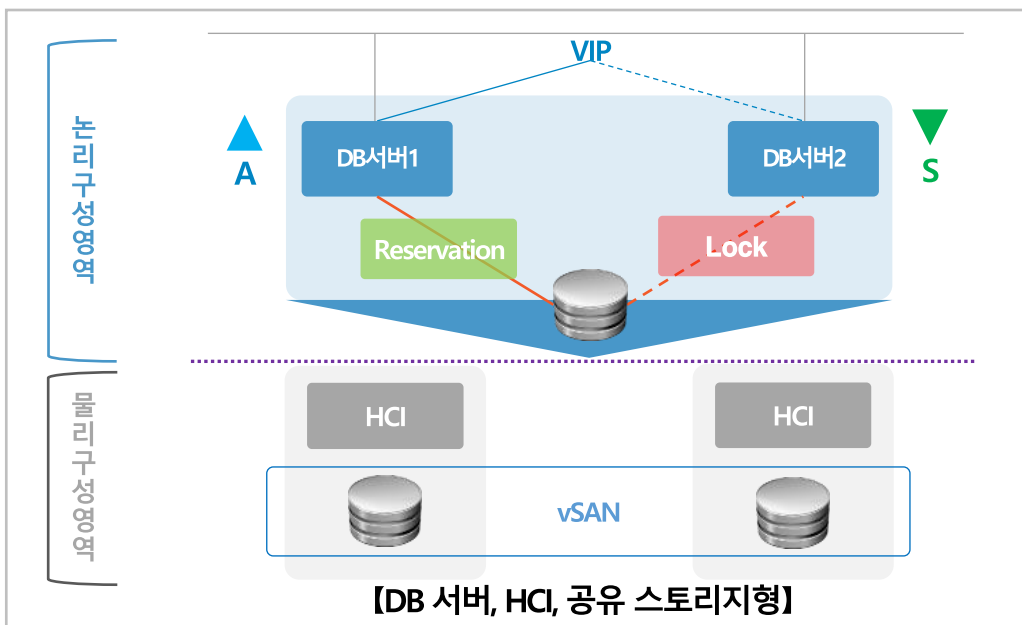 VIP
논리구성영역
A
DB서버1
DB서버2
S
Reservation
Lock
물리구성영역
HCI
HCI
vSAN
【DB 서버, HCI, 공유 스토리지형】